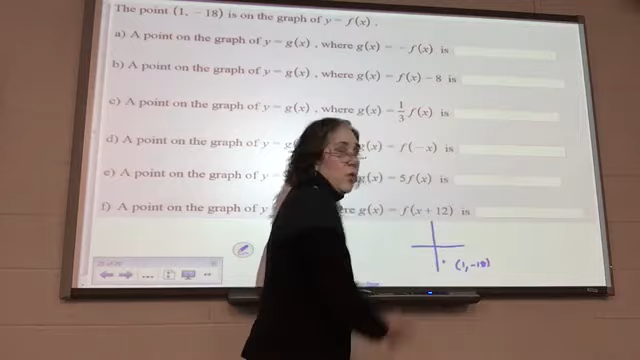 The point (1, −18) is on the graph of y = f(x).
a) A point on the graph of y = g(x), where g(x) = −f(x) is
b) A point on the graph of y = g(x), where g(x) = f(x) − 8 is
c) A point on the graph of y = g(x), where g(x) = 1/3 f(x) is
d) A point on the graph of y = g(x) = f(−x) is
e) A point on the graph of y = g(x) = 5f(x) is
f) A point on the graph of y g(x) = f(x + 12) is
(1, -18)